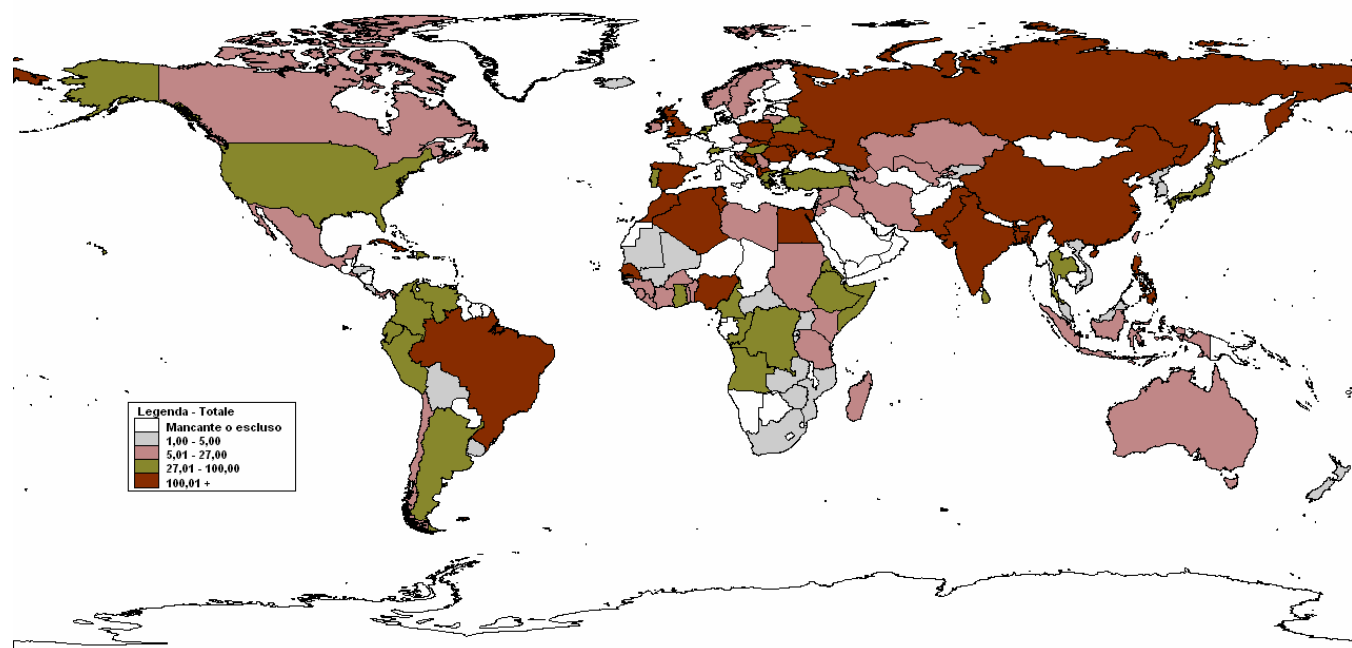 Legenda - Totale
Mancante o escluso
1,00 - 5,00
5,01 - 27,00
27,01 - 100,00
100,01 +